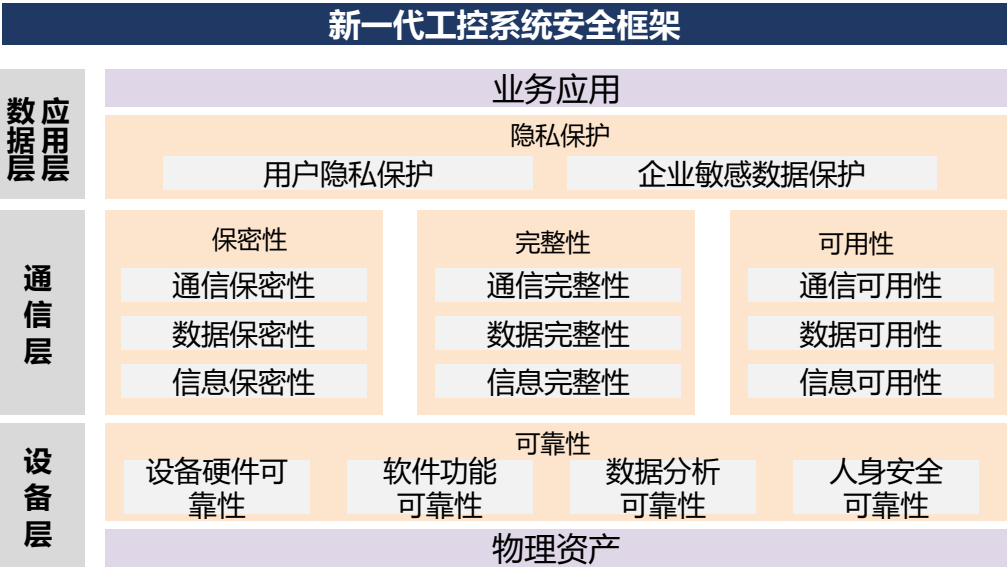 新一代工控系统安全框架
应用层
数据层
业务应用
隐私保护
用户隐私保护
企业敏感数据保护
通信层
保密性
通信保密性
数据保密性
信息保密性
完整性
通信完整性
数据完整性
信息完整性
可用性
通信可用性
数据可用性
信息可用性
设备层
可靠性
设备硬件可
靠性
软件功能
可靠性
数据分析
可靠性
人身安全
可靠性
物理资产